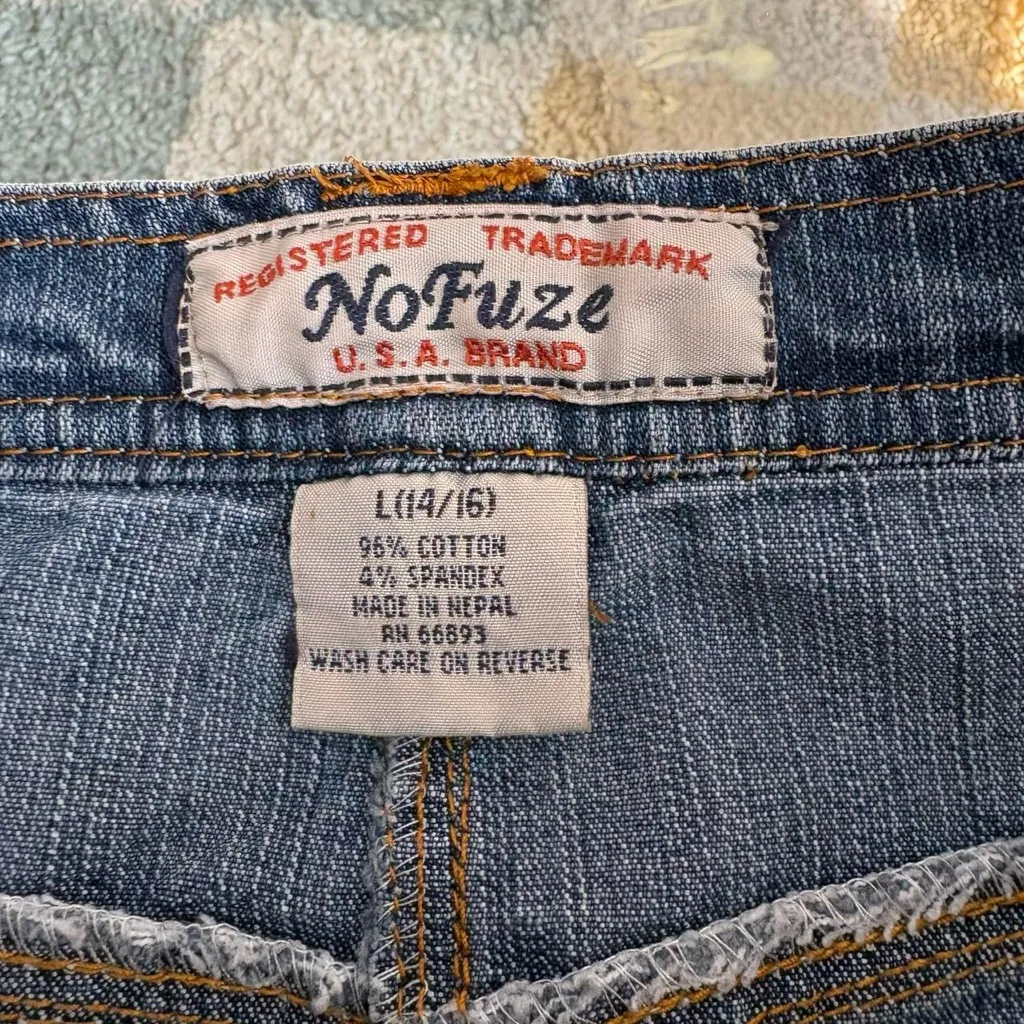 REGISTERED TRADEMARK
NoFuze
U.S.A. BRAND
L(14/16)
96% COTTON
4% SPANDEX
MADE IN NEPAL
RN 66893
WASH CARE ON REVERSE